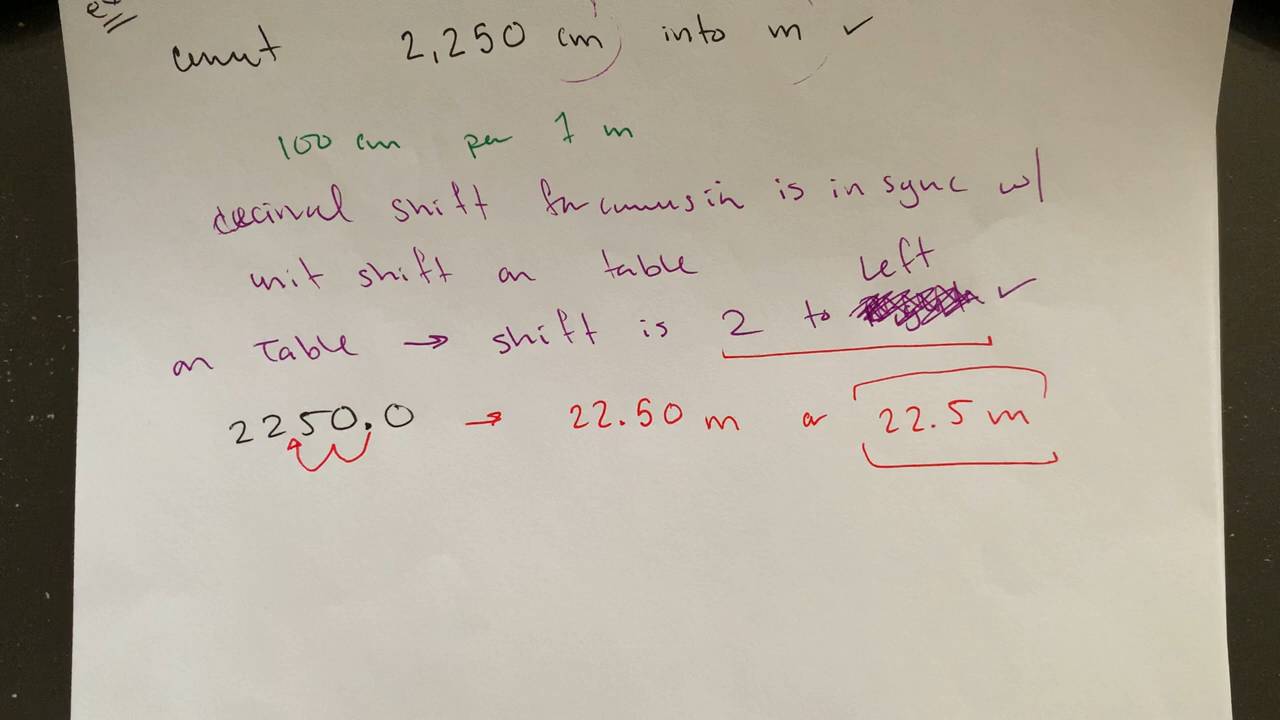 convert 2,250 cm into m ✓
100 cm per 1 m
decimal shift for conversion is in sync w/
unit shift on table
left
on Table → shift is 2 to ✓
2250.0 → 22.50 m or 22.5 m